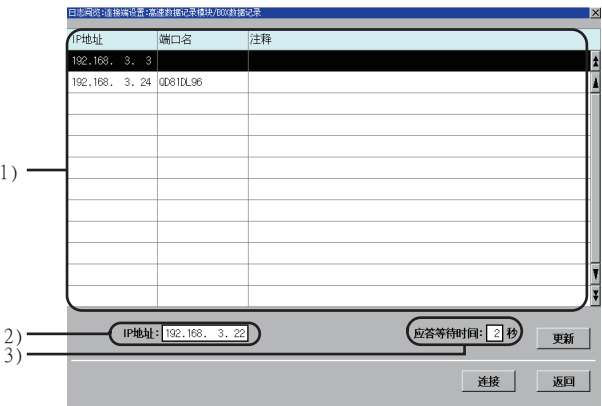 日志阅览:连接端设置:高速数据记录模块/BOX数据记录
IP地址 端口名 注释
192.168. 3. 3
192.168. 3. 24 QD81DL96
1)
2) IP地址: 192.168. 3. 22 应答等待时间: 2 秒 更新
3)
连接 返回